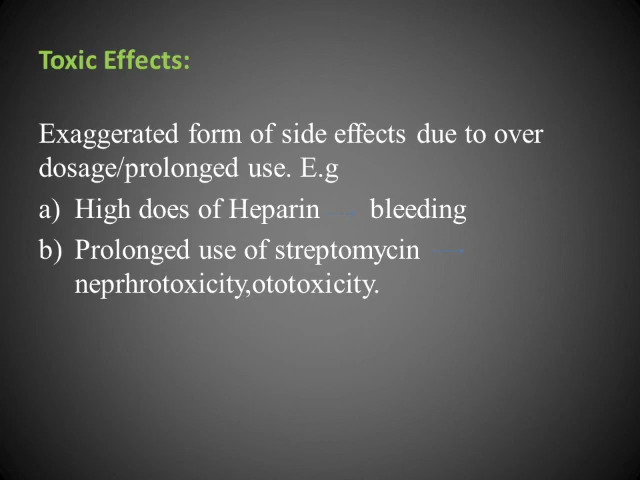 Toxic Effects:
Exaggerated form of side effects due to over
dosage/prolonged use. E.g
a) High does of Heparin → bleeding
b) Prolonged use of streptomycin →
neprhrotoxicity,ototoxicity.